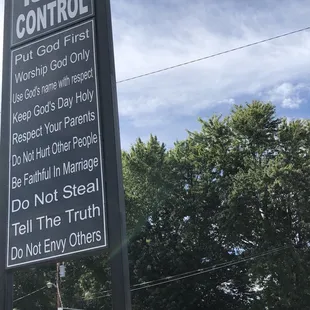 CONTROL
Put God First
Worship God Only
Use God's name with respect
Keep God's Day Holy
Respect Your Parents
Do Not Hurt Other People
Be Faithful In Marriage
Do Not Steal
Tell The Truth
Do Not Envy Others